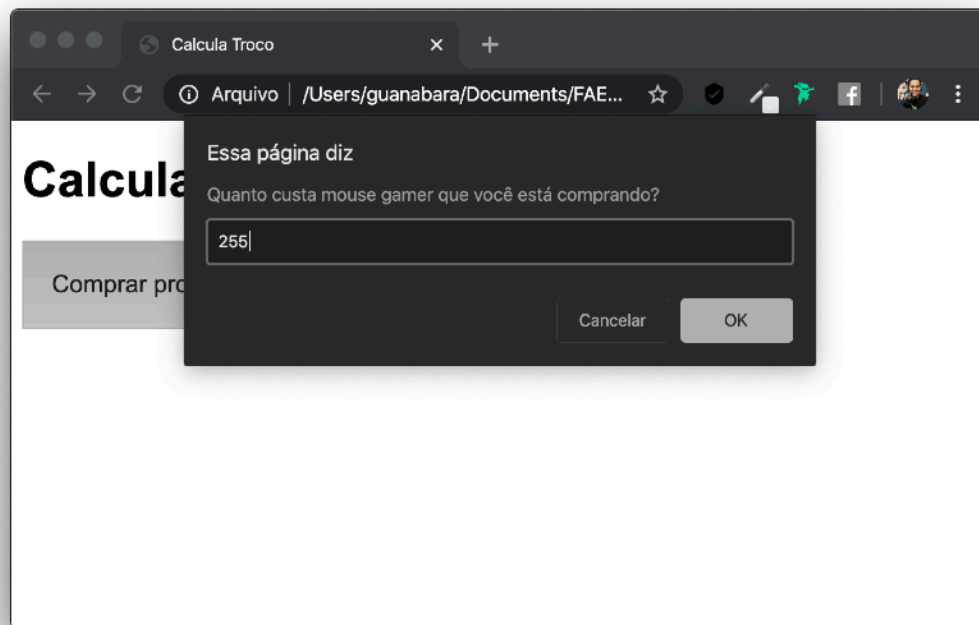 Calcula Troco
Arquivo | /Users/guanabara/Documents/FAE...
Essa página diz
Calcula
Quanto custa mouse gamer que você está comprando?
255
Comprar pro
Cancelar
OK